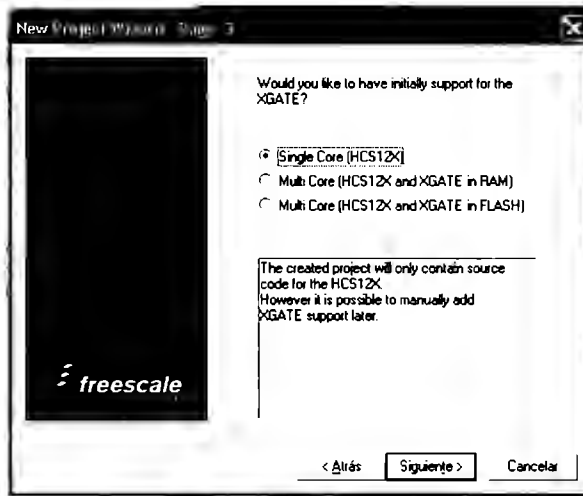 New Project Wizard - Page 3
Would you like to have initially support for the
XGATE?
Single Core (HCS12X)
Multi Core (HCS12X and XGATE in RAM)
Multi Core (HCS12X and XGATE in FLASH)
The created project will only contain source
code for the HCS12X.
However it is possible to manually add
XGATE support later.
freescale
< Atrás
Siguiente >
Cancelar